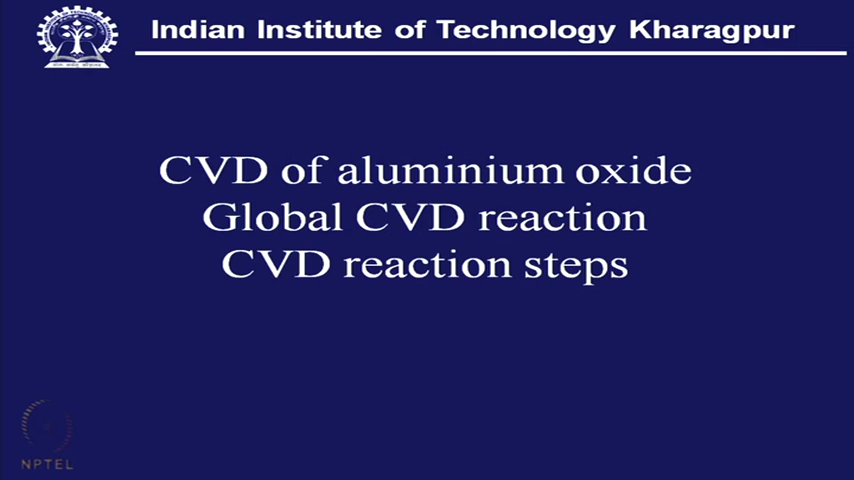 Indian Institute of Technology Kharagpur
CVD of aluminium oxide
Global CVD reaction
CVD reaction steps
NPTEL